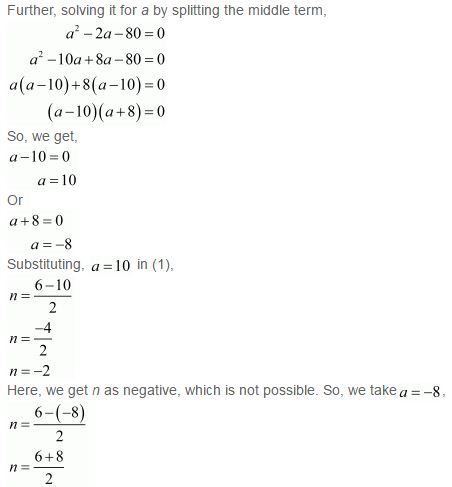 Further, solving it for a by splitting the middle term,
a² − 2a − 80 = 0
a² − 10a + 8a − 80 = 0
a(a−10)+8(a−10) = 0
(a−10)(a+8) = 0
So, we get,
a−10 = 0
a = 10
Or
a+8 = 0
a = −8
Substituting, a = 10 in (1),
n = \frac{6−10}{2}
n = \frac{−4}{2}
n = −2
Here, we get n as negative, which is not possible. So, we take a = −8,
n = \frac{6−(−8)}{2}
n = \frac{6+8}{2}